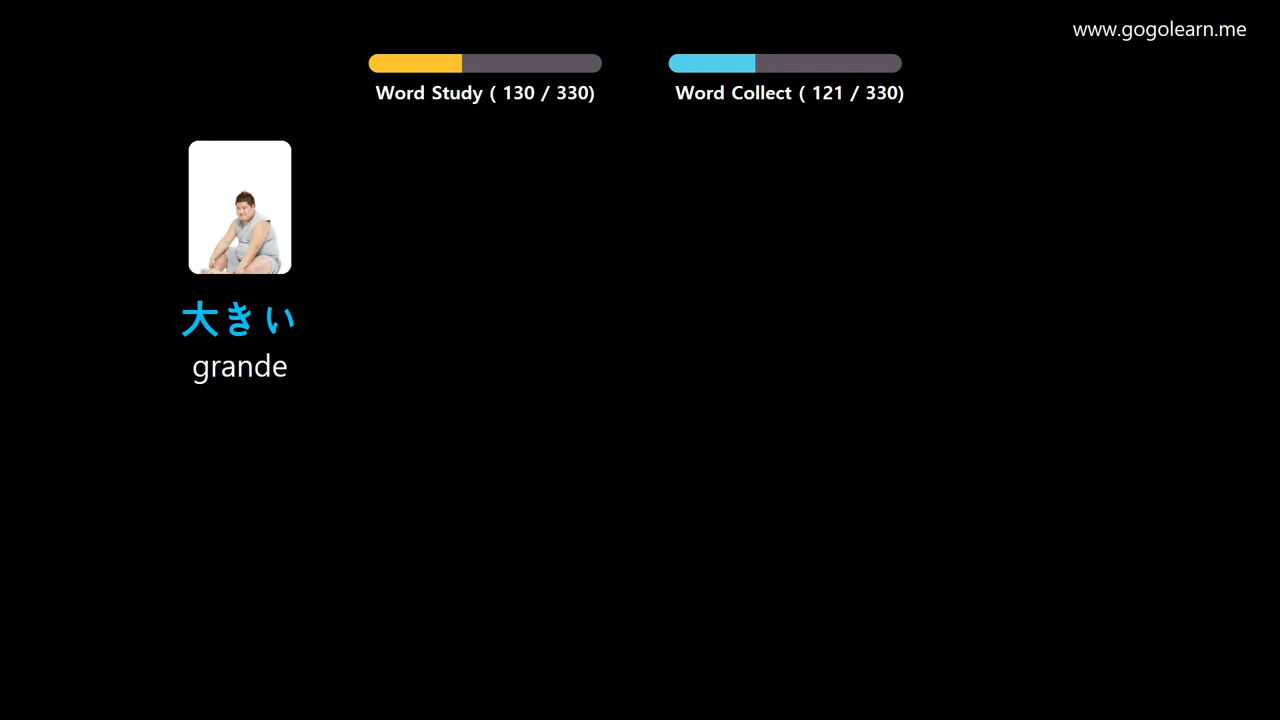 www.gogolearn.me
Word Study ( 130 / 330)
Word Collect ( 121 / 330)
大きい
grande